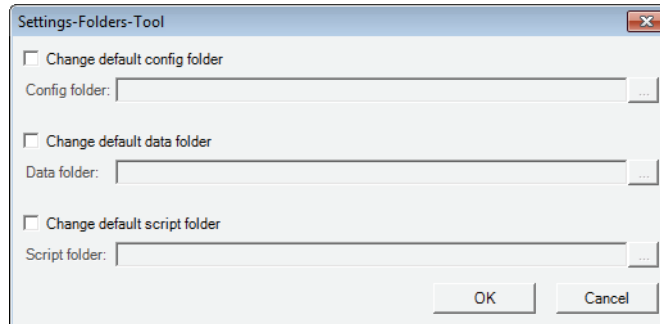 Settings-Folders-Tool
Change default config folder
Config folder: ...
Change default data folder
Data folder: ...
Change default script folder
Script folder: ...
OK Cancel